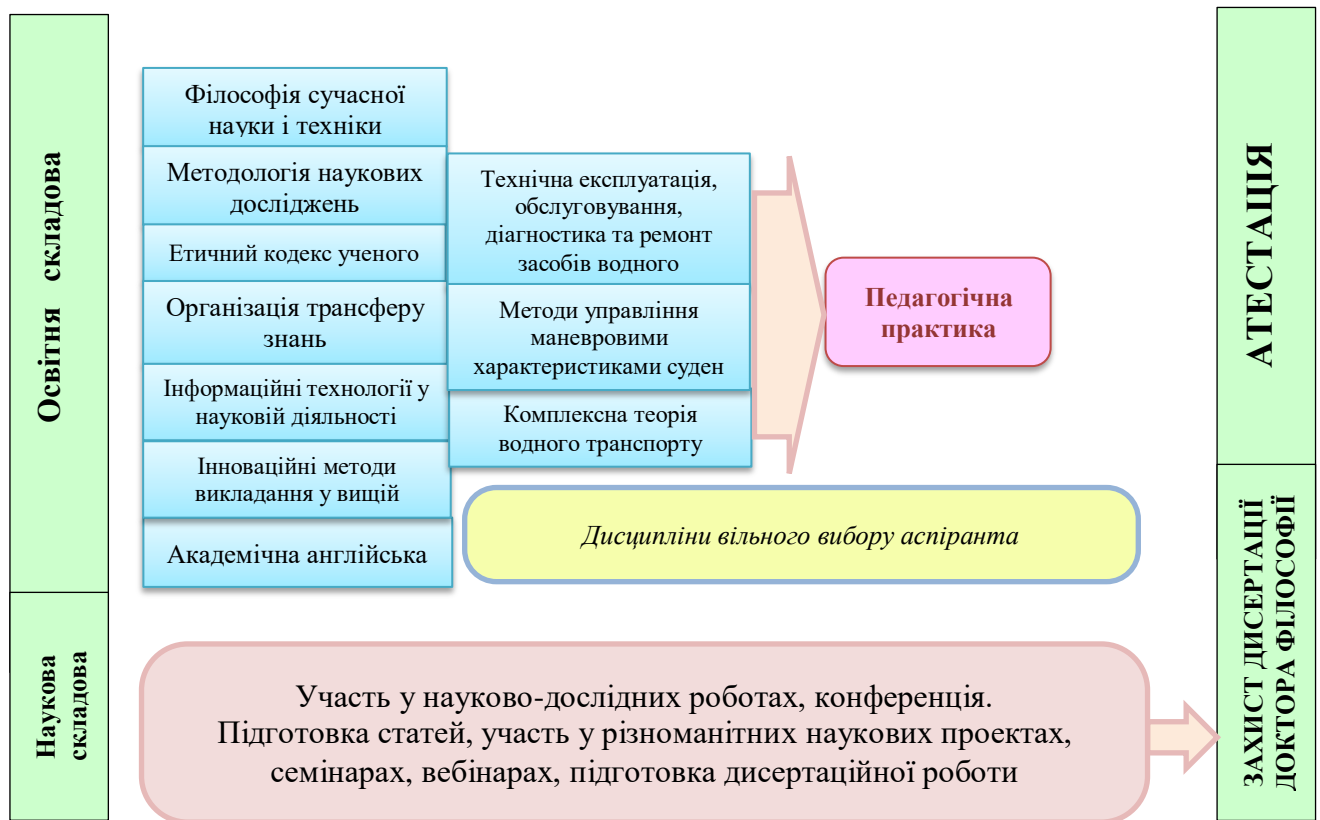 Освітня складова
Філософія сучасної
науки і техніки
Методологія наукових
досліджень
Етичний кодекс ученого
Організація трансферу
знань
Інформаційні технології у
науковій діяльності
Інноваційні методи
викладання у вищій
Академічна англійська
Технічна експлуатація,
обслуговування,
діагностика та ремонт
засобів водного
Методи управління
маневровими
характеристиками суден
Комплексна теорія
водного транспорту
Педагогічна
практика
Дисципліни вільного вибору аспіранта
АТЕСТАЦІЯ
Наукова
складова
Участь у науково-дослідних роботах, конференція.
Підготовка статей, участь у різноманітних наукових проектах,
семінарах, вебінарах, підготовка дисертаційної роботи
ЗАХИСТ ДИСЕРТАЦІЇ
ДОКТОРА ФІЛОСОФІЇ